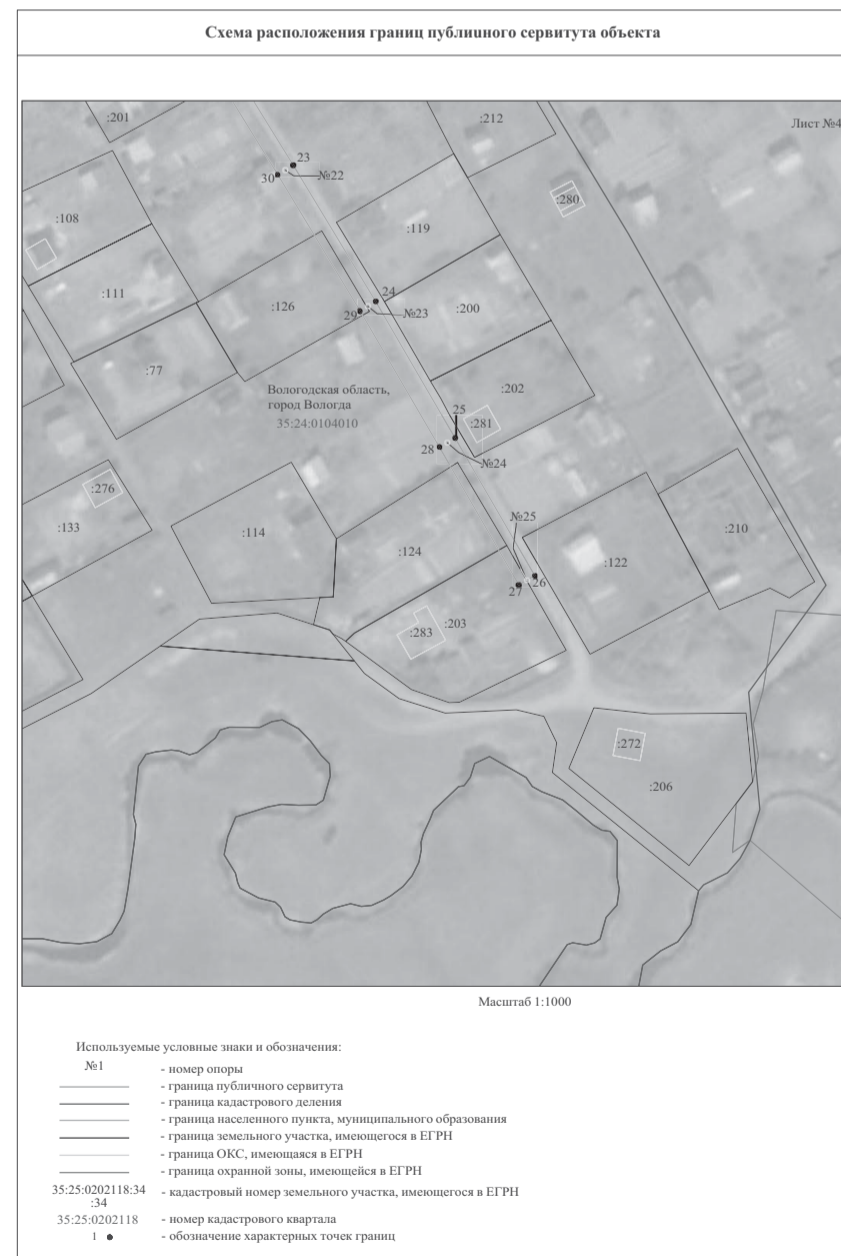 Схема расположения границ публиuного сервитута объекта
Лист №4
:201
:212
23
30
№22
:280
:108
:119
:111
24
:126
:200
29
№23
:77
Вологодская область,
город Вологда
:202
25
35:24:0104010
:281
28
№24
:276
№25
:133
:114
:210
:124
:122
26
27
:203
:283
:272
:206
Масштаб 1:1000
Используемые условные знаки и обозначения:
№1 - номер опоры
- граница публичного сервитута
- граница кадастрового деления
- граница населенного пункта, муниципального образования
- граница земельного участка, имеющегося в ЕГРН
- граница ОКС, имеющаяся в ЕГРН
- граница охранной зоны, имеющейся в ЕГРН
35:25:0202118:34 - кадастровый номер земельного участка, имеющегося в ЕГРН
:34
35:25:0202118 - номер кадастрового квартала
1 - обозначение характерных точек границ